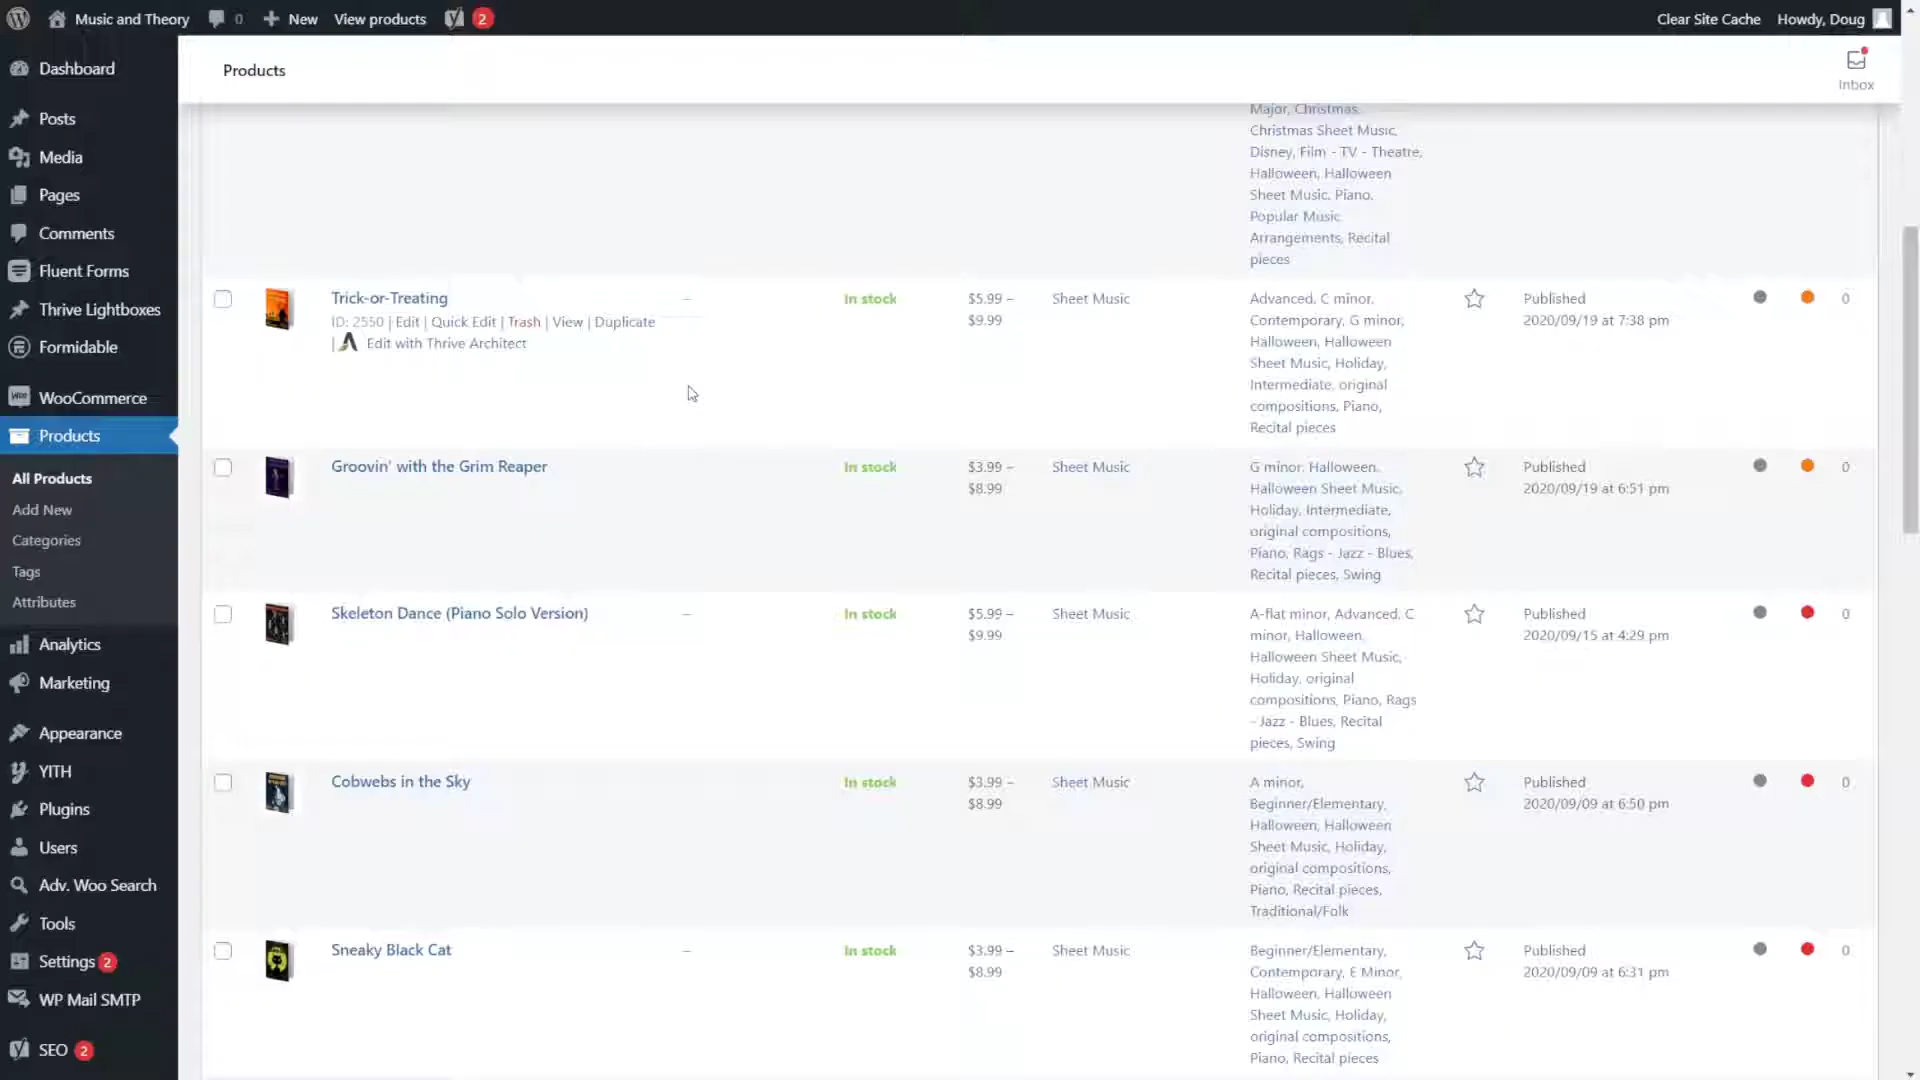 Music and Theory
0
New
View products
2
Clear Site Cache
Howdy, Doug
Products
Inbox
Dashboard
Posts
Media
Pages
Comments
Fluent Forms
Thrive Lightboxes
Formidable
WooCommerce
Products
All Products
Add New
Categories
Tags
Attributes
Analytics
Marketing
Appearance
YITH
Plugins
Users
Adv. Woo Search
Tools
Settings 2
WP Mail SMTP
SEO 2
Major, Christmas,
Christmas Sheet Music,
Disney, Film - TV - Theatre,
Halloween, Halloween
Sheet Music, Piano,
Popular Music
Arrangements, Recital
pieces
Trick-or-Treating
ID: 2550 | Edit | Quick Edit | Trash | View | Duplicate
| Edit with Thrive Architect
–
In stock
$5.99 –
$9.99
Sheet Music
Advanced, C minor,
Contemporary, G minor,
Halloween, Halloween
Sheet Music, Holiday,
Intermediate, original
compositions, Piano,
Recital pieces
Published
2020/09/19 at 7:38 pm
0
Groovin' with the Grim Reaper
In stock
$3.99 –
$8.99
Sheet Music
G minor, Halloween,
Halloween Sheet Music,
Holiday, Intermediate,
original compositions,
Piano, Rags - Jazz - Blues,
Recital pieces, Swing
Published
2020/09/19 at 6:51 pm
0
Skeleton Dance (Piano Solo Version)
–
In stock
$5.99 –
$9.99
Sheet Music
A-flat minor, Advanced, C
minor, Halloween,
Halloween Sheet Music,
Holiday, original
compositions, Piano, Rags
- Jazz - Blues, Recital
pieces, Swing
Published
2020/09/15 at 4:29 pm
0
Cobwebs in the Sky
In stock
$3.99 –
$8.99
Sheet Music
A minor,
Beginner/Elementary,
Halloween, Halloween
Sheet Music, Holiday,
original compositions,
Piano, Recital pieces,
Traditional/Folk
Published
2020/09/09 at 6:50 pm
0
Sneaky Black Cat
–
In stock
$3.99 –
$8.99
Sheet Music
Beginner/Elementary,
Contemporary, E Minor,
Halloween, Halloween
Sheet Music, Holiday,
original compositions,
Piano, Recital pieces
Published
2020/09/09 at 6:31 pm
0